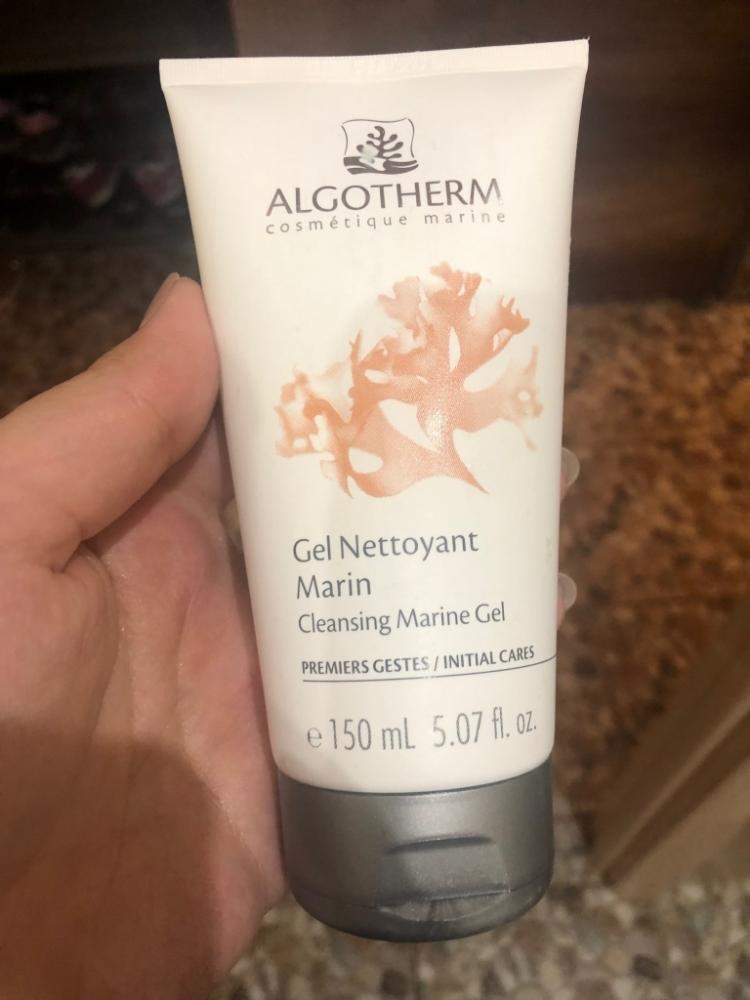 ALGOTHERM
cosmétique marine
Gel Nettoyant
Marin
Cleansing Marine Gel
PREMIERS GESTES / INITIAL CARES
e 150 mL 5.07 fl. oz.